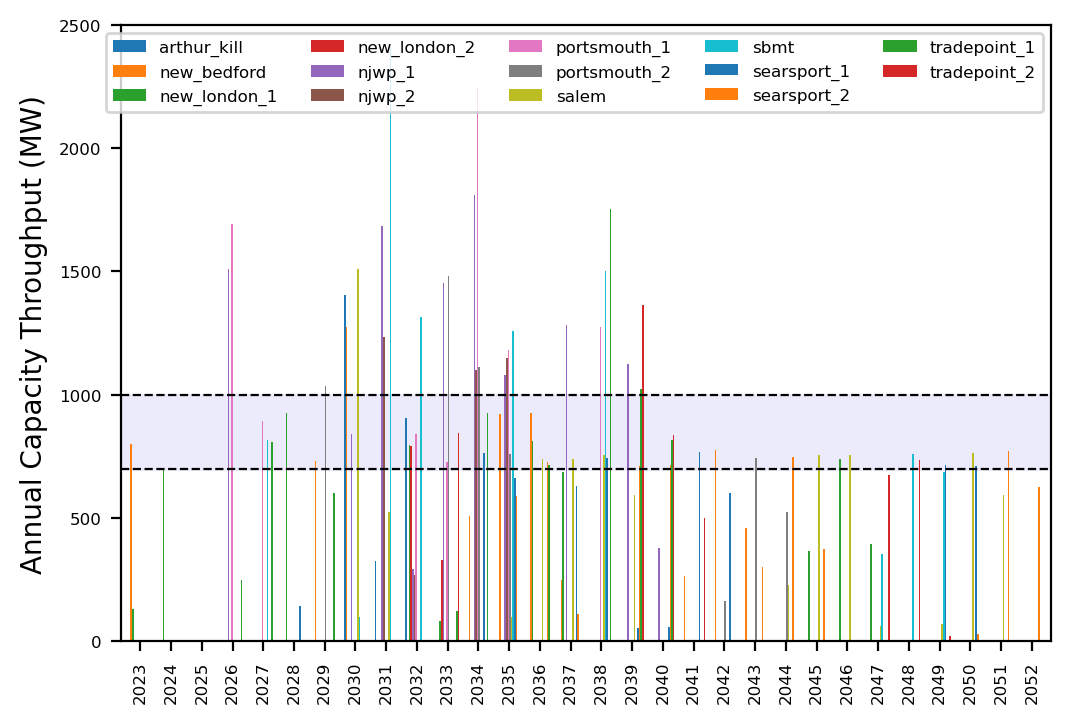 2500
arthur_kill new_london_2 portsmouth_1 sbmt tradepoint_1
new_bedford njwp_1 portsmouth_2 searsport_1 tradepoint_2
new_london_1 njwp_2 salem searsport_2
2000
1500
1000
500
0
Annual Capacity Throughput (MW)
2023 2024 2025 2026 2027 2028 2029 2030 2031 2032 2033 2034 2035 2036 2037 2038 2039 2040 2041 2042 2043 2044 2045 2046 2047 2048 2049 2050 2051 2052